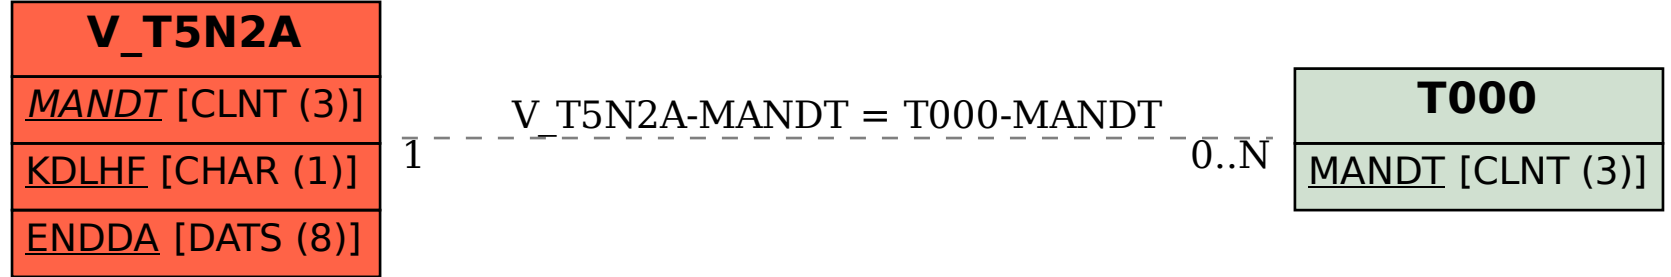 V_T5N2A
MANDT [CLNT (3)]
KDLHF [CHAR (1)]
ENDDA [DATS (8)]
V_T5N2A-MANDT = T000-MANDT
1
0..N
T000
MANDT [CLNT (3)]